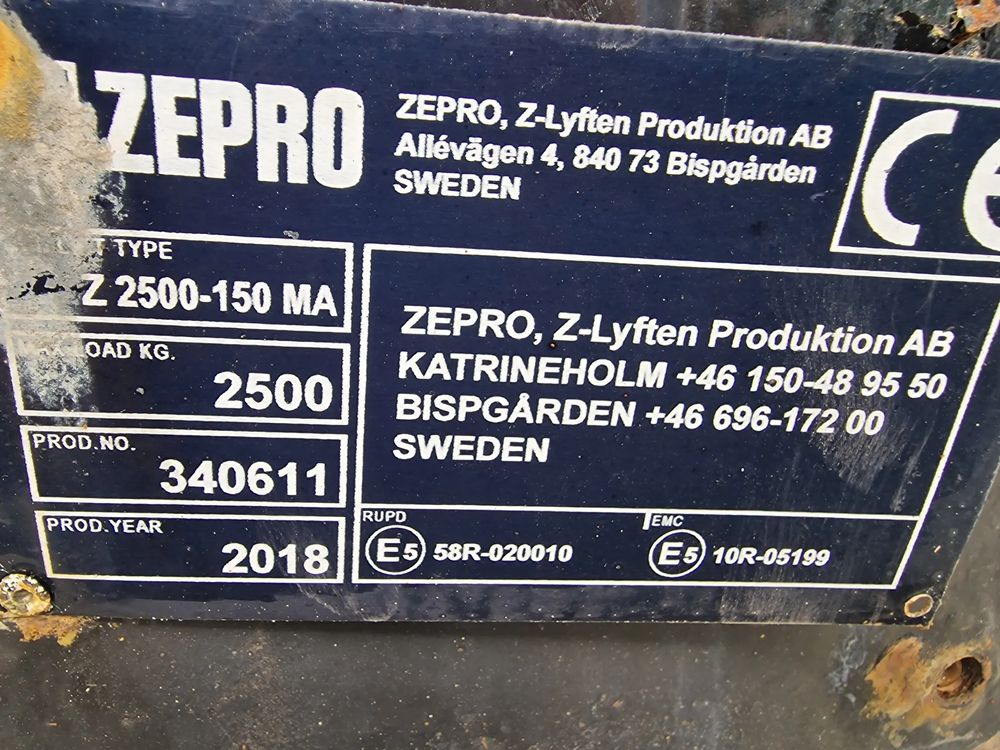 ZEPRO
ZEPRO, Z-Lyften Produktion AB
Allévägen 4, 840 73 Bispgården
SWEDEN
CE
TYPE
Z 2500-150 MA
KG.
2500
PROD.NO.
340611
PROD.YEAR
2018
ZEPRO, Z-Lyften Produktion AB
KATRINEHOLM +46 150-48 95 50
BISPGÅRDEN +46 696-172 00
SWEDEN
RUPD
E5 58R-020010
EMC
E5 10R-05199